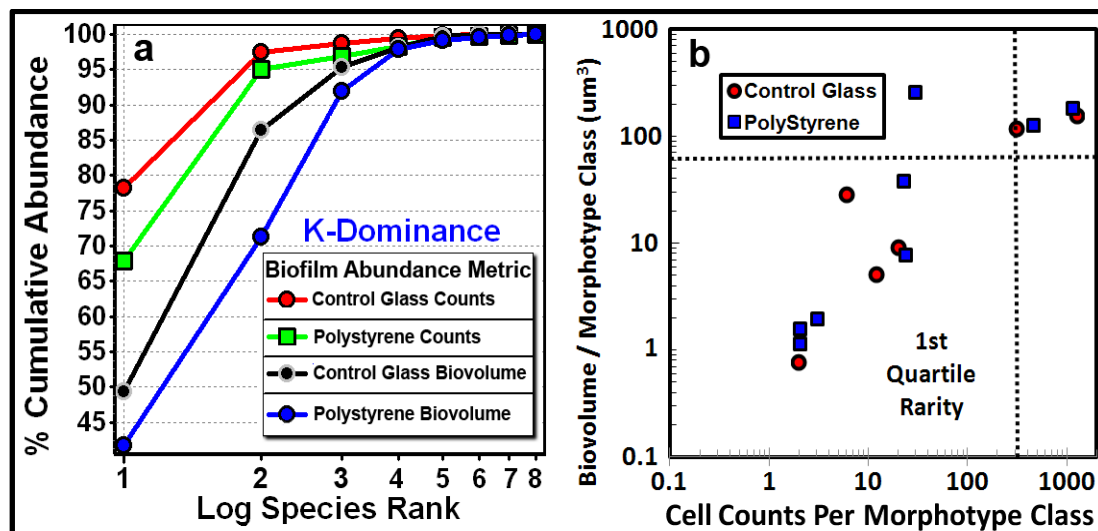 a
% Cumulative Abundance
100
95
90
85
80
75
70
65
60
55
50
45
K-Dominance
Biofilm Abundance Metric
Control Glass Counts
Polystyrene Counts
Control Glass Biovolume
Polystyrene Biovolume
1 2 3 4 5 6 7 8
Log Species Rank
b
Biovolume / Morphotype Class (um³)
1000
100
10
1
0.1
Control Glass
PolyStyrene
1st
Quartile
Rarity
0.1 1 10 100 1000
Cell Counts Per Morphotype Class